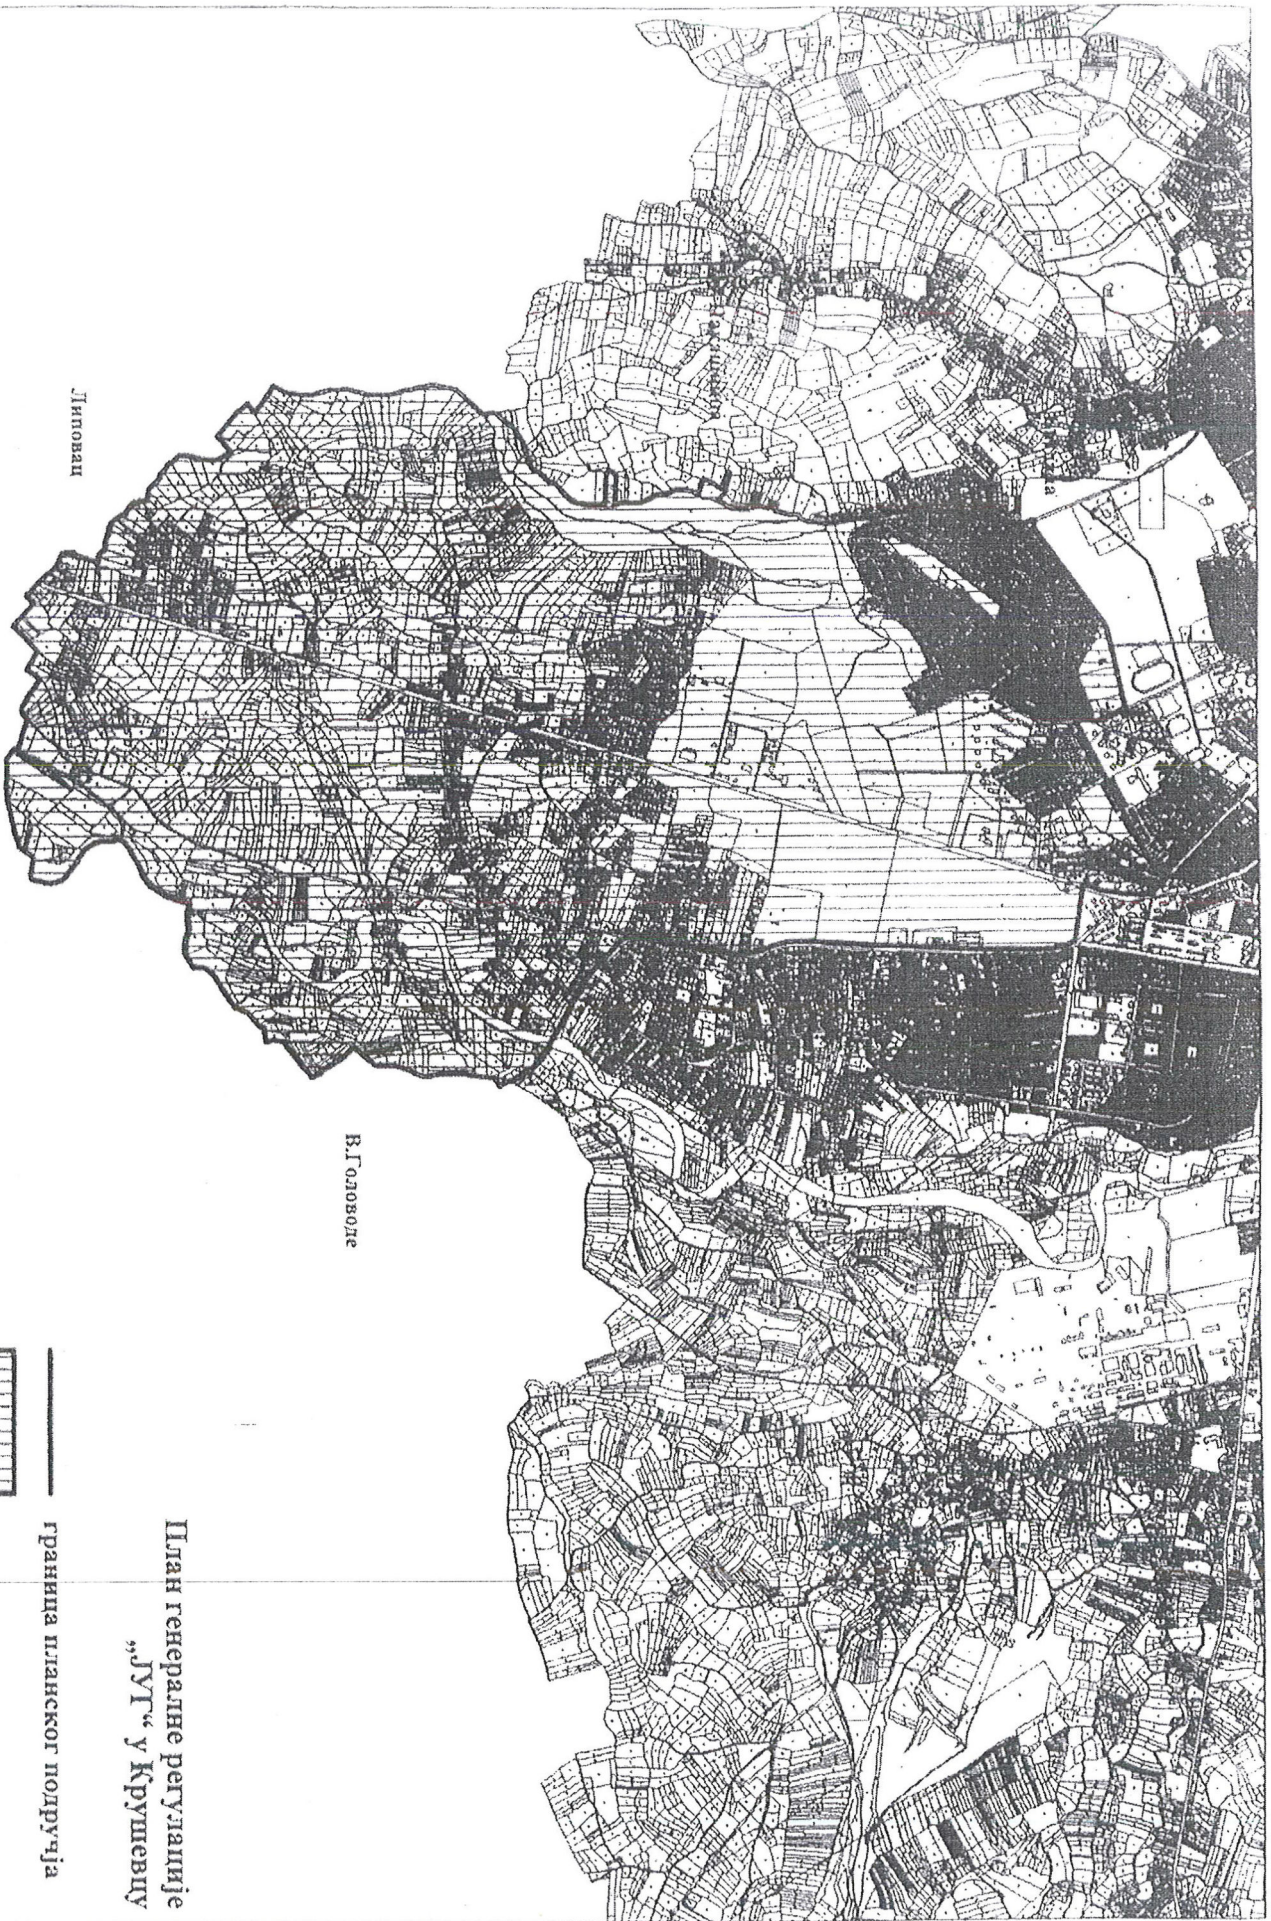 Липовац
В.Головоде
План генералне регулације
„ЈУГ“ у Крушевцу
граница планског подручја